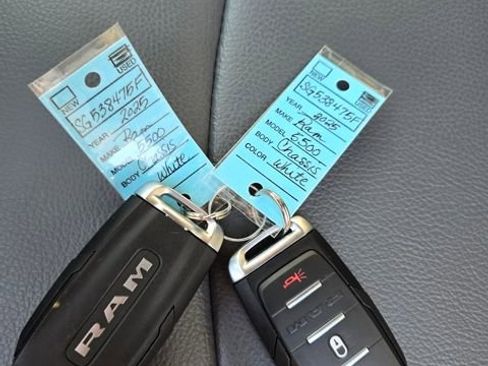 NEW USED
SG538475F
YEAR 2025
MAKE Ram
MODEL 5500
BODY Chassis
White
NEW USED
SG538475F
YEAR 2025
MAKE Ram
MODEL 5500
BODY Chassis
COLOR White
RAM